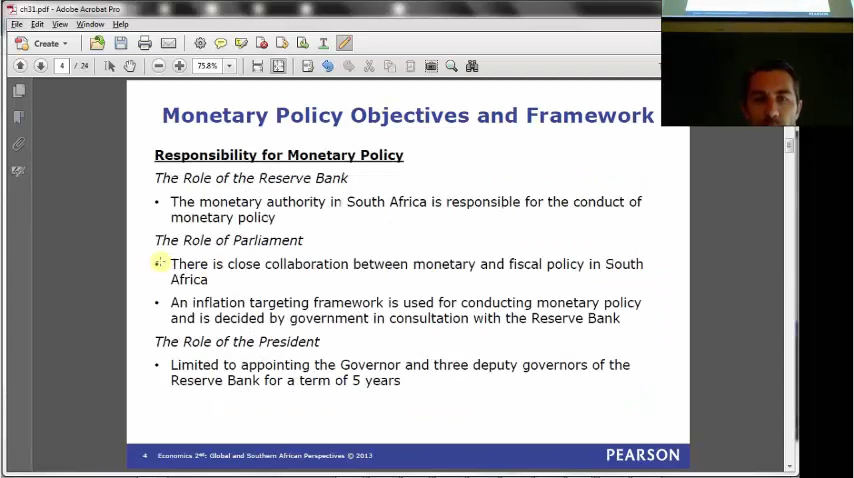 ch31.pdf - Adobe Acrobat Pro
File Edit View Window Help
Create
4 / 24 75.8%
Monetary Policy Objectives and Framework
Responsibility for Monetary Policy
The Role of the Reserve Bank
• The monetary authority in South Africa is responsible for the conduct of
monetary policy
The Role of Parliament
• There is close collaboration between monetary and fiscal policy in South
Africa
• An inflation targeting framework is used for conducting monetary policy
and is decided by government in consultation with the Reserve Bank
The Role of the President
• Limited to appointing the Governor and three deputy governors of the
Reserve Bank for a term of 5 years
4 Economics 2nd: Global and Southern African Perspectives © 2013
PEARSON